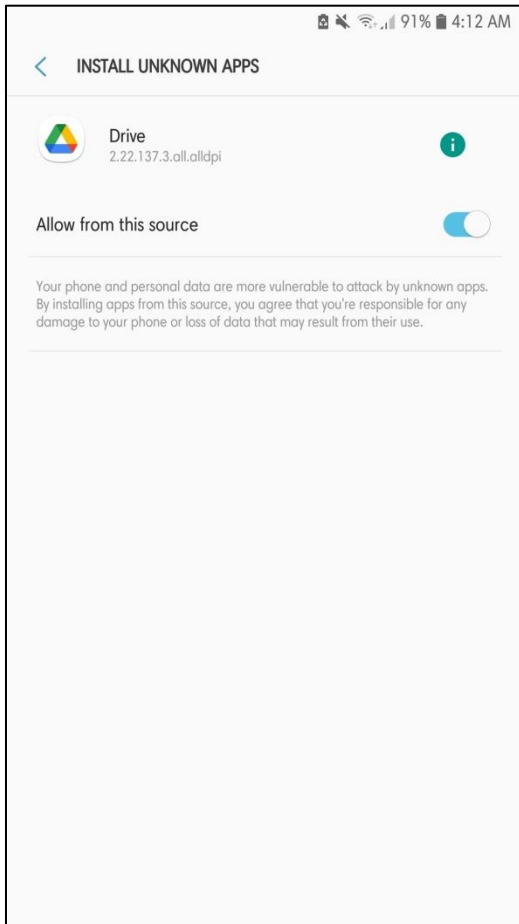 91% 4:12 AM
INSTALL UNKNOWN APPS
Drive
2.22.137.3.all.alldpi
Allow from this source
Your phone and personal data are more vulnerable to attack by unknown apps.
By installing apps from this source, you agree that you're responsible for any
damage to your phone or loss of data that may result from their use.